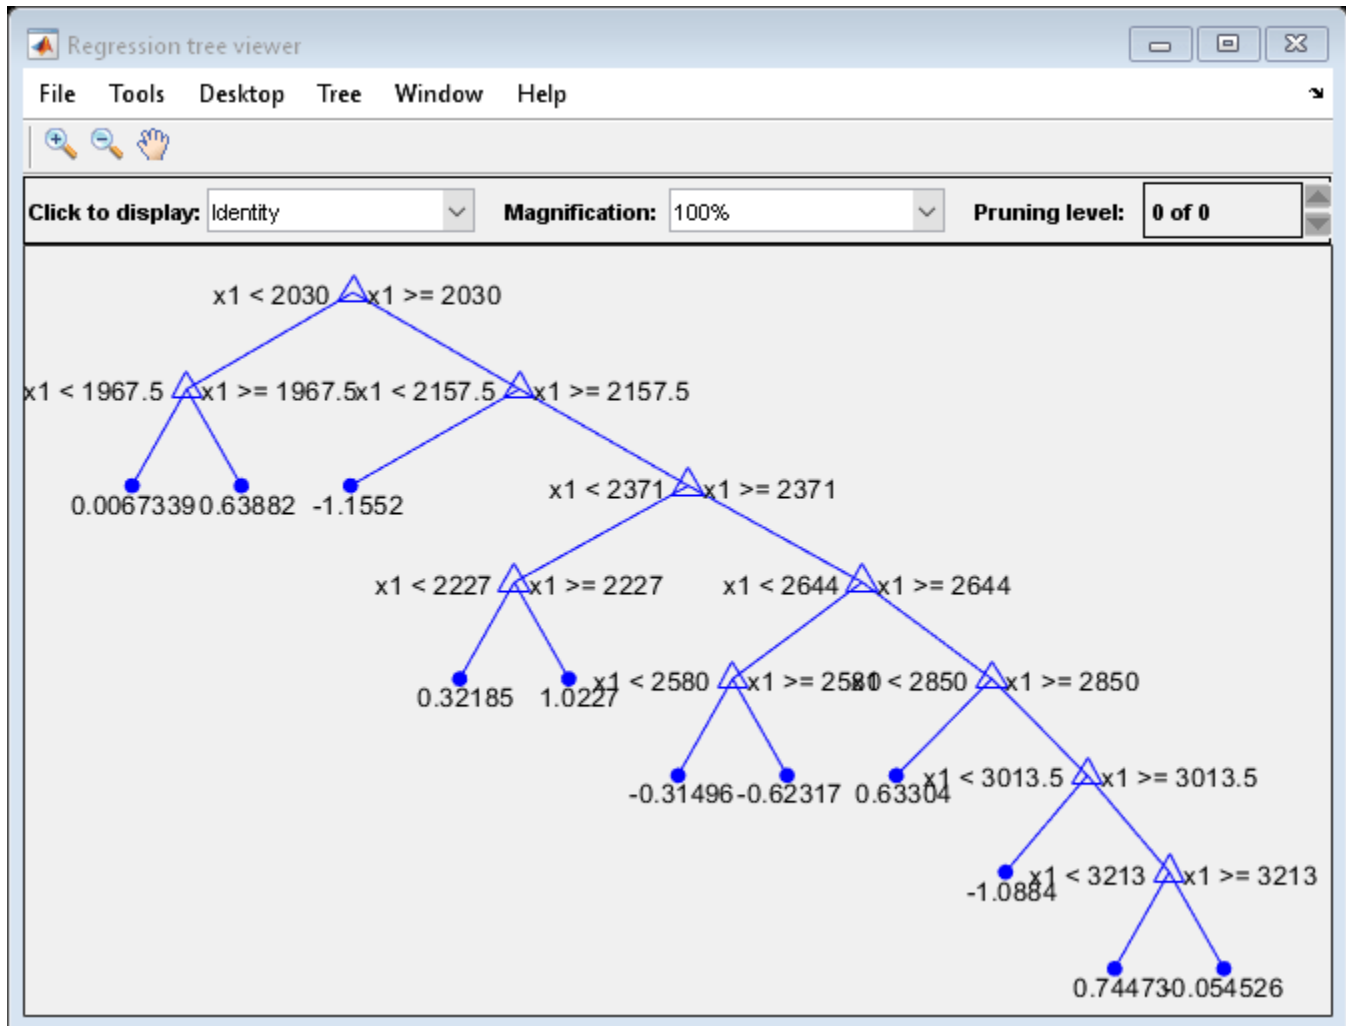 Regression tree viewer
File Tools Desktop Tree Window Help
Click to display: Identity Magnification: 100% Pruning level: 0 of 0
x1 < 2030 x1 >= 2030
x1 < 1967.5 x1 >= 1967.5 x1 < 2157.5 x1 >= 2157.5
0.0067339 0.63882 -1.1552 x1 < 2371 x1 >= 2371
x1 < 2227 x1 >= 2227 x1 < 2644 x1 >= 2644
0.32185 1.0227 x1 < 2580 x1 >= 2580 x1 < 2850 x1 >= 2850
-0.31496 -0.62317 0.63304 x1 < 3013.5 x1 >= 3013.5
-1.0884 x1 < 3213 x1 >= 3213
0.74473 -0.054526